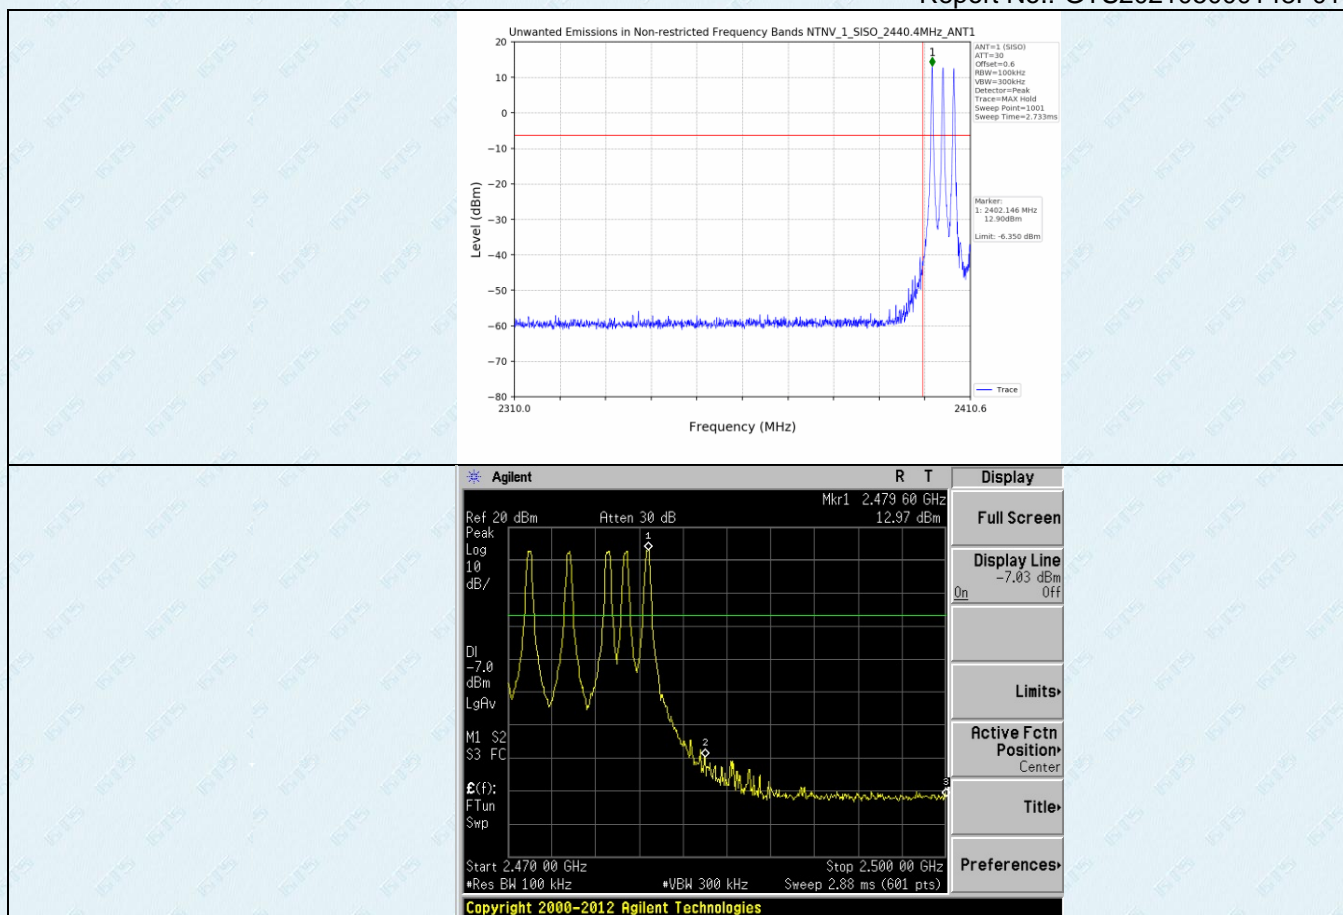 Unwanted Emissions in Non-restricted Frequency Bands NTNV_1_SISO_2440.4MHz_ANT1
20
10
0
−10
−20
−30
−40
−50
−60
−70
−80
Level (dBm)
2310.0
2410.6
Frequency (MHz)
1
ANT=1 (SISO)
ATT=30
Offset=0.6
RBW=100kHz
VBW=300kHz
Detector=Peak
Trace=MAX Hold
Sweep Point=1001
Sweep Time=2.733ms
Marker:
1: 2402.146 MHz
12.90dBm
Limit: -6.350 dBm
Trace
Agilent R T
Mkr1 2.479 60 GHz
Ref 20 dBm Atten 30 dB 12.97 dBm
Peak
Log
10
dB/
1
DI
-7.0
dBm
LgAv
M1 S2
S3 FC
2
3
£(f):
FTun
Swp
Start 2.470 00 GHz Stop 2.500 00 GHz
#Res BW 100 kHz #VBW 300 kHz Sweep 2.88 ms (601 pts)
Copyright 2000-2012 Agilent Technologies
Display
Full Screen
Display Line
-7.03 dBm
On Off
Limits
Active Fctn
Position
Center
Title
Preferences